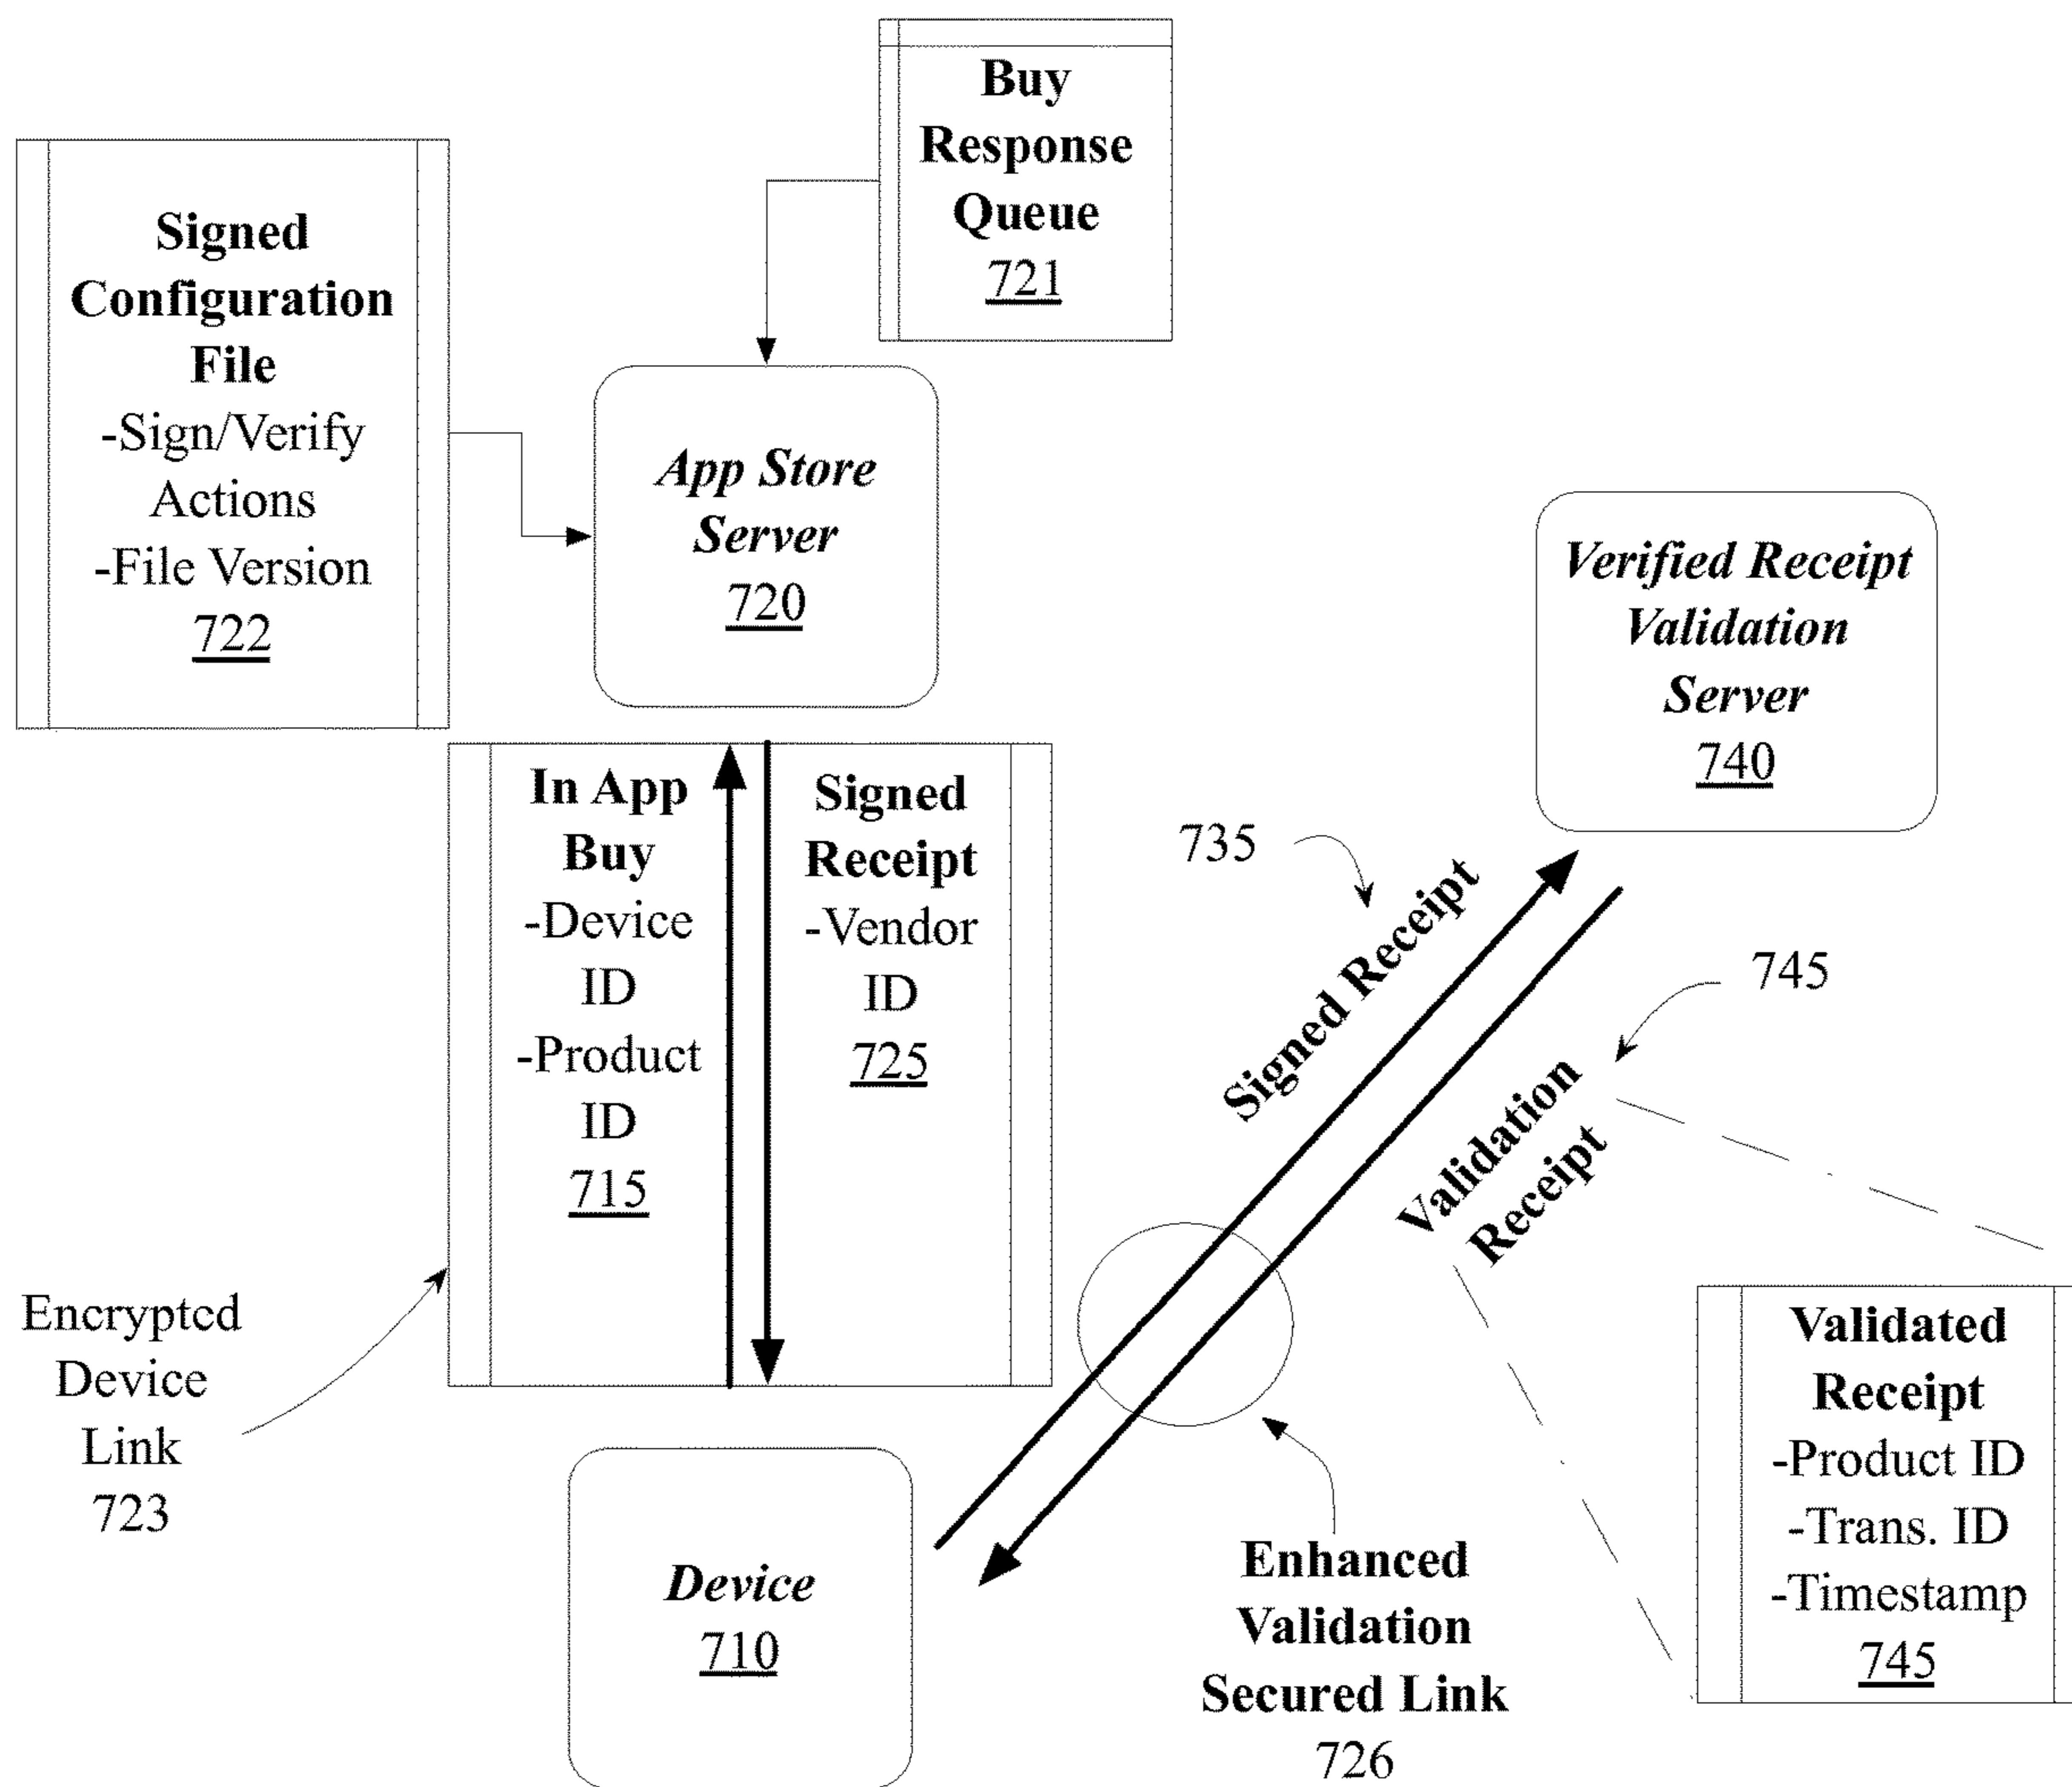 Buy
Response
Queue
721
Signed
Configuration
File
-Sign/Verify
Actions
-File Version
722
App Store
Server
720
Verified Receipt
Validation
Server
740
In App
Buy
-Device
ID
-Product
ID
715
Signed
Receipt
-Vendor
ID
725
735
Signed Receipt
745
Validation
Receipt
Encrypted
Device
Link
723
Device
710
Enhanced
Validation
Secured Link
726
Validated
Receipt
-Product ID
-Trans. ID
-Timestamp
745